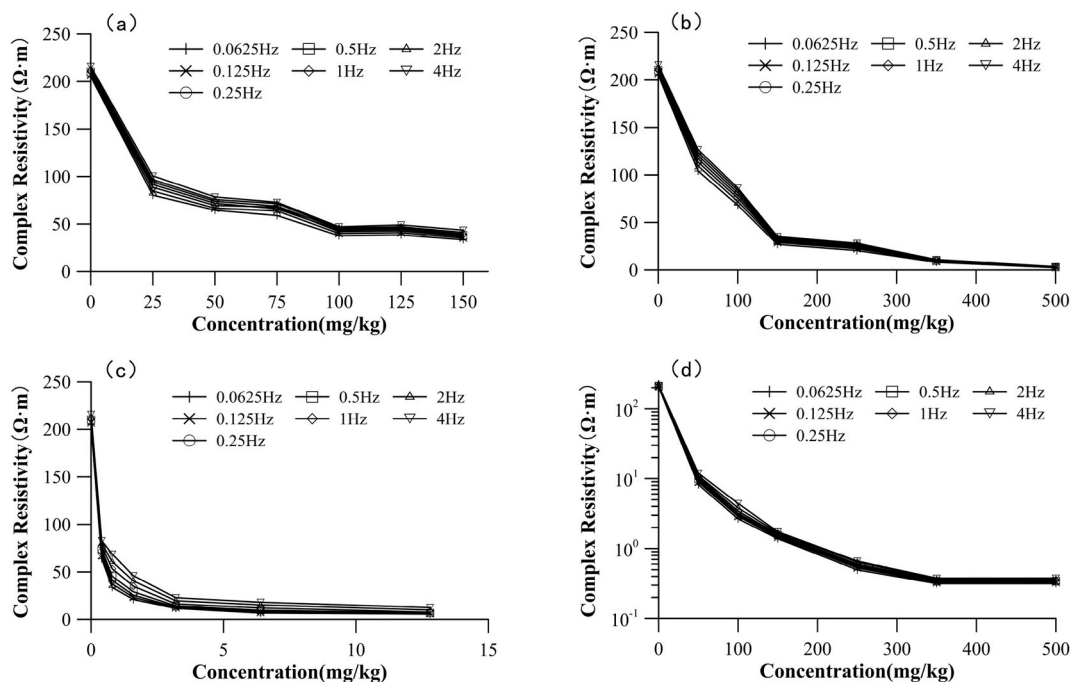 (a)
0.0625Hz 0.5Hz 2Hz
0.125Hz 1Hz 4Hz
0.25Hz
Complex Resistivity(Ω·m)
250
200
150
100
50
0
0 25 50 75 100 125 150
Concentration(mg/kg)
(b)
0.0625Hz 0.5Hz 2Hz
0.125Hz 1Hz 4Hz
0.25Hz
Complex Resistivity(Ω·m)
250
200
150
100
50
0
0 100 200 300 400 500
Concentration(mg/kg)
(c)
0.0625Hz 0.5Hz 2Hz
0.125Hz 1Hz 4Hz
0.25Hz
Complex Resistivity(Ω·m)
250
200
150
100
50
0
0 5 10 15
Concentration(mg/kg)
(d)
0.0625Hz 0.5Hz 2Hz
0.125Hz 1Hz 4Hz
0.25Hz
Complex Resistivity(Ω·m)
10²
10¹
10⁰
10⁻¹
0 100 200 300 400 500
Concentration(mg/kg)